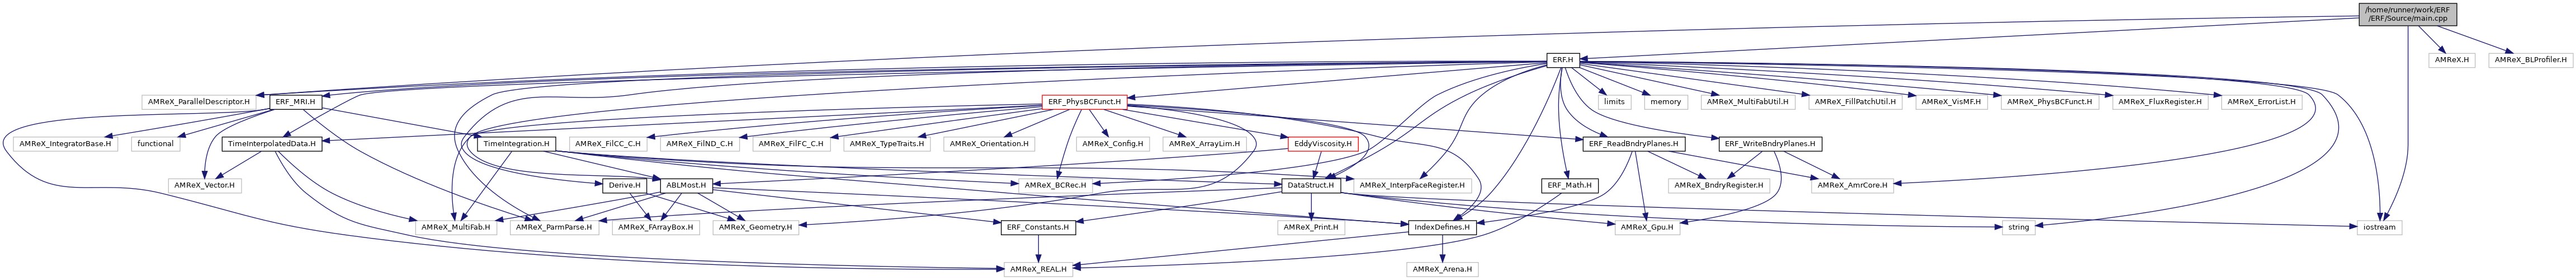 /home/runner/work/ERF
/ERF/Source/main.cpp
ERF.H
AMReX.H
AMReX_BLProfiler.H
AMReX_ParallelDescriptor.H
ERF_MRI.H
ERF_PhysBCFunct.H
limits
memory
AMReX_MultiFabUtil.H
AMReX_FillPatchUtil.H
AMReX_VisMF.H
AMReX_PhysBCFunct.H
AMReX_FluxRegister.H
AMReX_ErrorList.H
AMReX_IntegratorBase.H
functional
TimeInterpolatedData.H
TimeIntegration.H
AMReX_FilCC_C.H
AMReX_FilND_C.H
AMReX_FilFC_C.H
AMReX_TypeTraits.H
AMReX_Orientation.H
AMReX_Config.H
AMReX_ArrayLim.H
EddyViscosity.H
ERF_ReadBndryPlanes.H
ERF_WriteBndryPlanes.H
AMReX_Vector.H
Derive.H
ABLMost.H
AMReX_BCRec.H
DataStruct.H
AMReX_InterpFaceRegister.H
ERF_Math.H
AMReX_BndryRegister.H
AMReX_AmrCore.H
AMReX_MultiFab.H
AMReX_ParmParse.H
AMReX_FArrayBox.H
AMReX_Geometry.H
ERF_Constants.H
AMReX_Print.H
IndexDefines.H
AMReX_Gpu.H
string
iostream
AMReX_REAL.H
AMReX_Arena.H